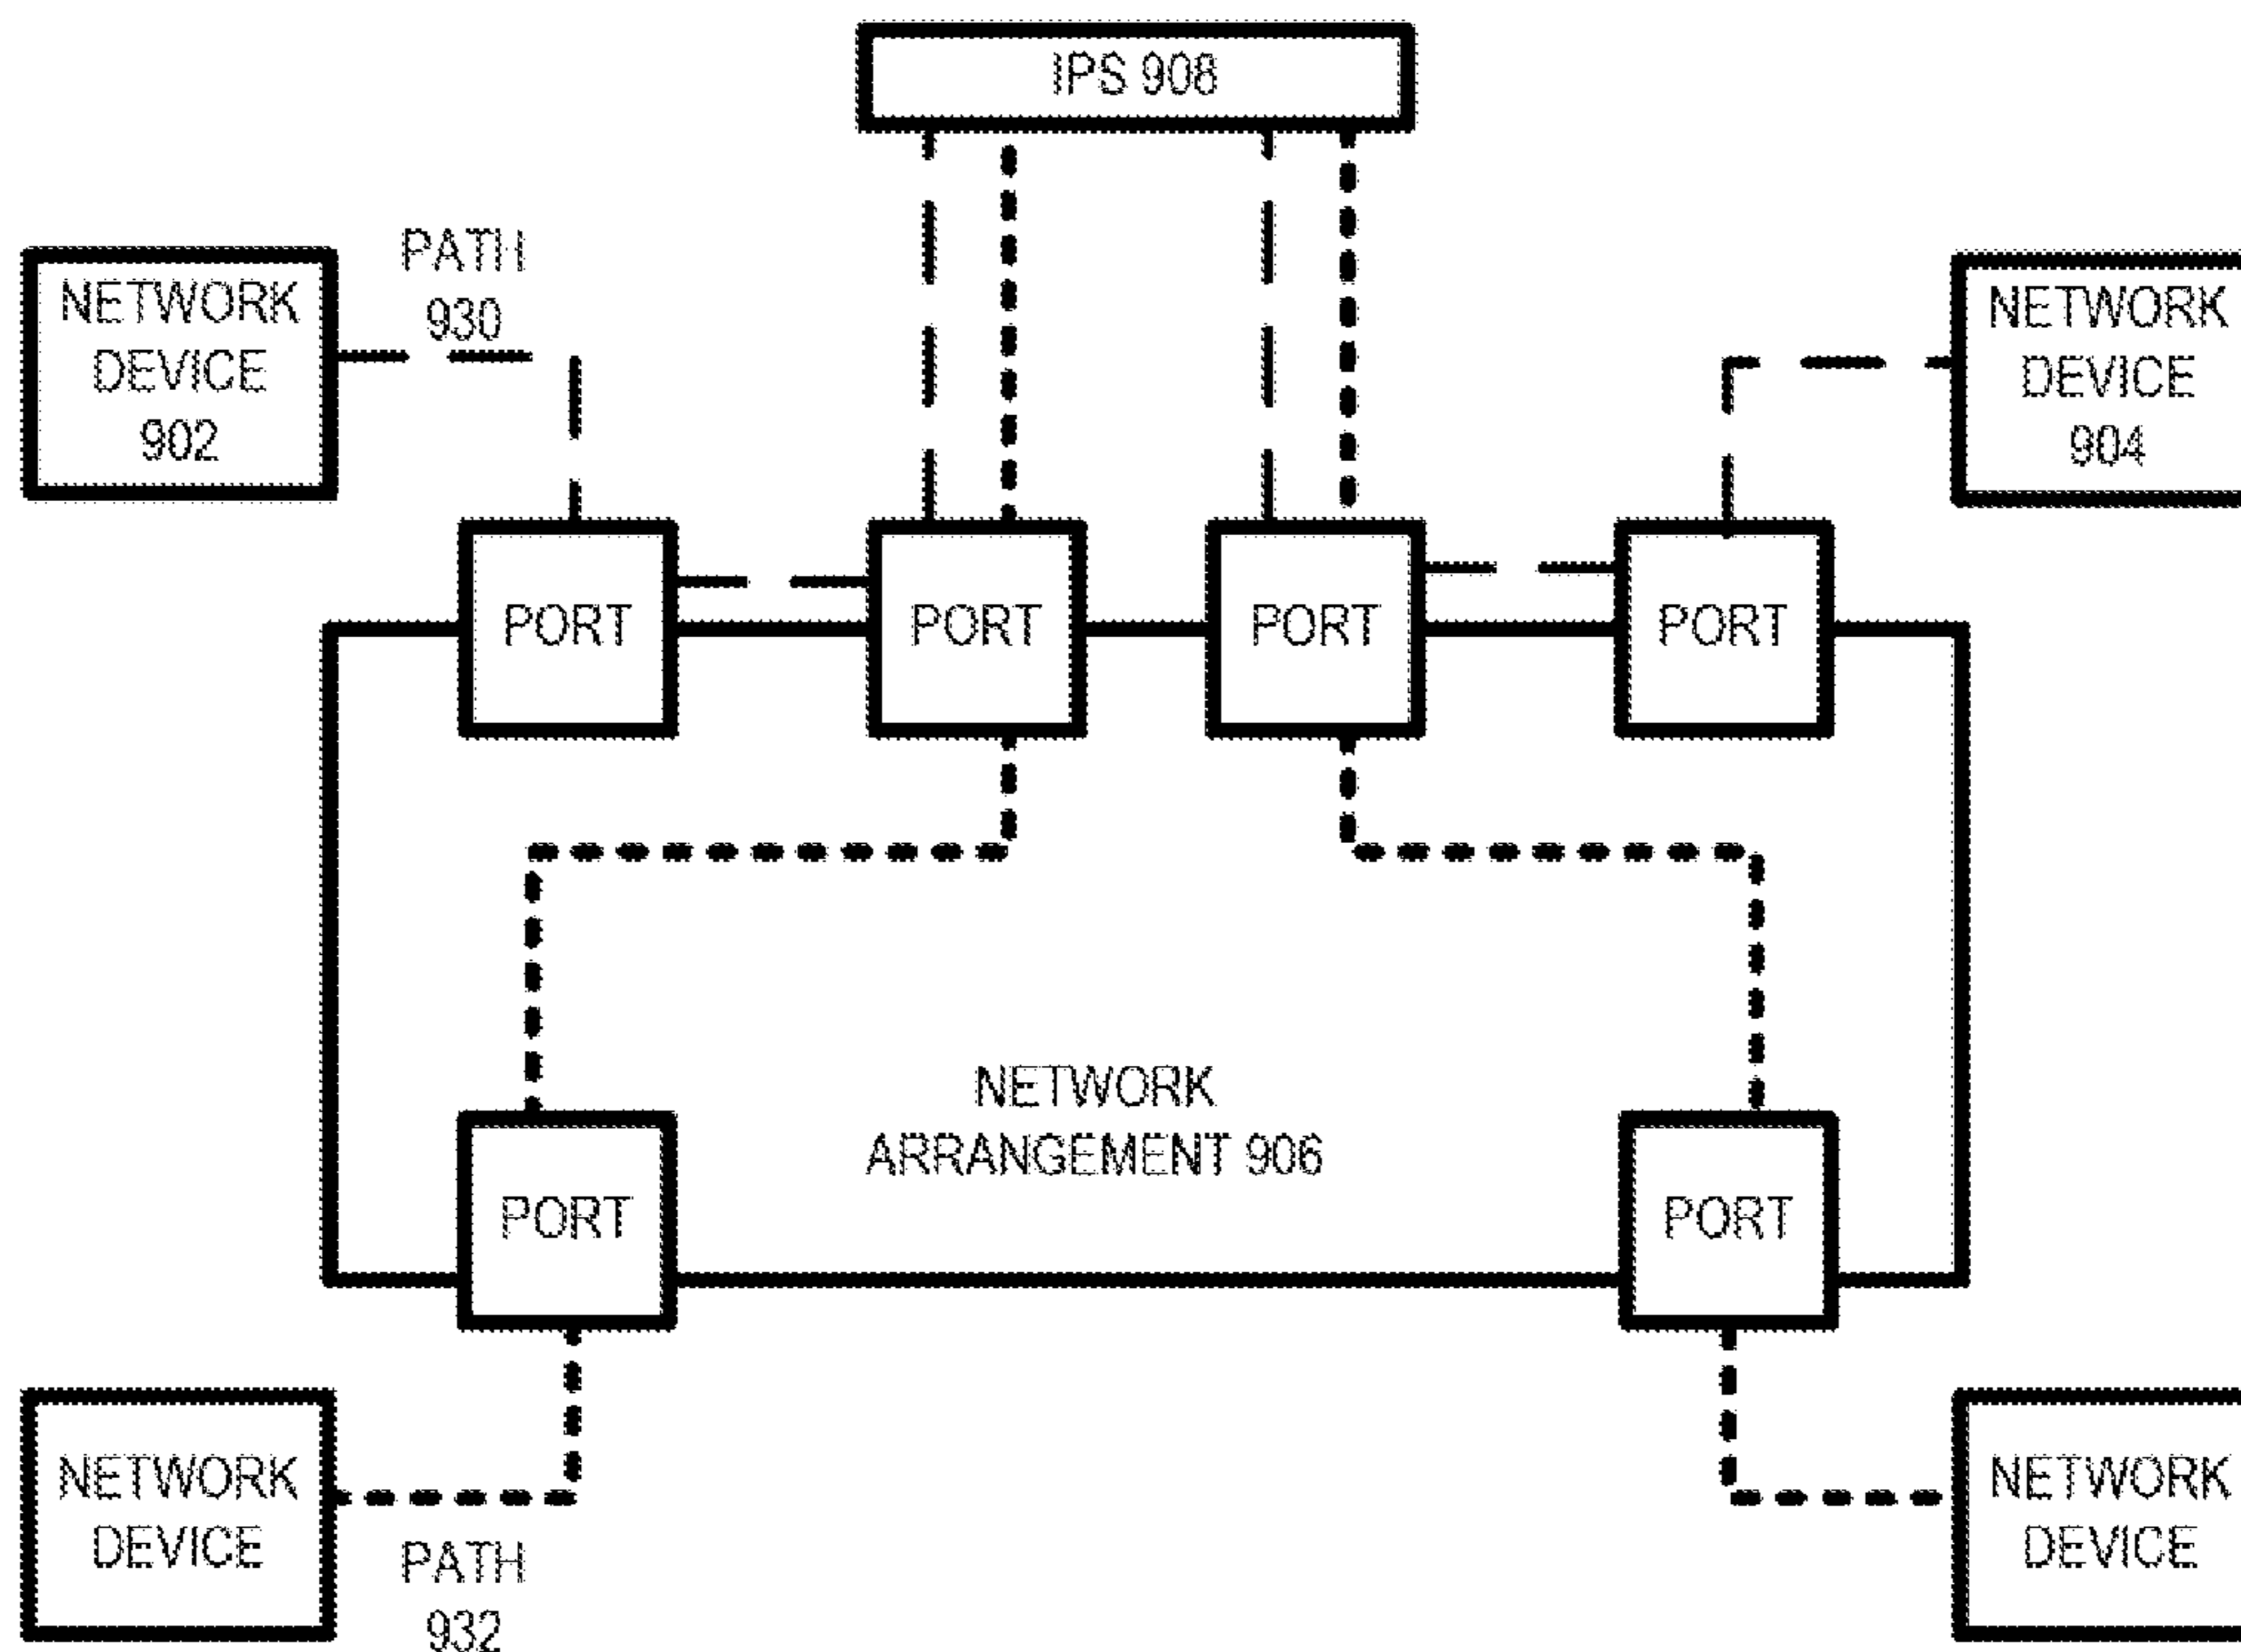 IPS 908
PATH
930
NETWORK
DEVICE
902
NETWORK
DEVICE
904
PORT
PORT
PORT
PORT
NETWORK
ARRANGEMENT 906
PORT
PORT
NETWORK
DEVICE
PATH
932
NETWORK
DEVICE